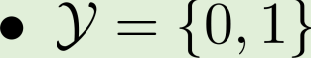 • 𝒴 = {0, 1}